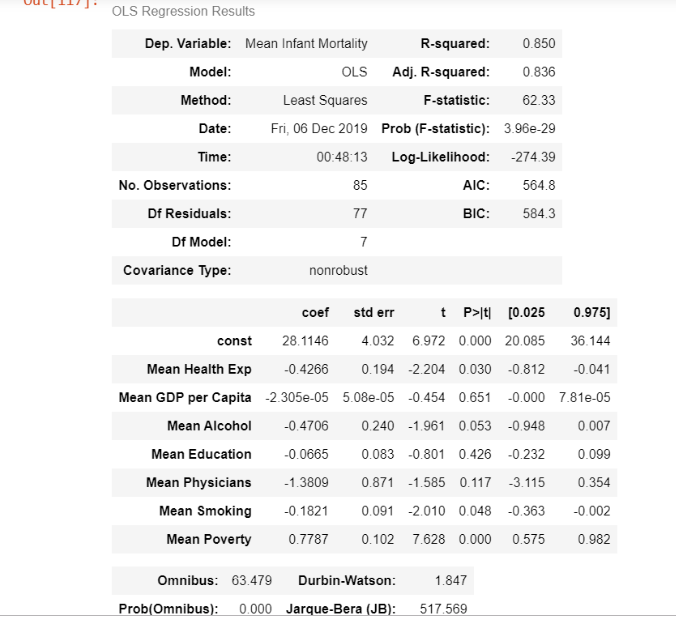 Out[117]:
OLS Regression Results
Dep. Variable: Mean Infant Mortality R-squared: 0.850
Model: OLS Adj. R-squared: 0.836
Method: Least Squares F-statistic: 62.33
Date: Fri, 06 Dec 2019 Prob (F-statistic): 3.96e-29
Time: 00:48:13 Log-Likelihood: -274.39
No. Observations: 85 AIC: 564.8
Df Residuals: 77 BIC: 584.3
Df Model: 7
Covariance Type: nonrobust
coef std err t P>|t| [0.025 0.975]
const 28.1146 4.032 6.972 0.000 20.085 36.144
Mean Health Exp -0.4266 0.194 -2.204 0.030 -0.812 -0.041
Mean GDP per Capita -2.305e-05 5.08e-05 -0.454 0.651 -0.000 7.81e-05
Mean Alcohol -0.4706 0.240 -1.961 0.053 -0.948 0.007
Mean Education -0.0665 0.083 -0.801 0.426 -0.232 0.099
Mean Physicians -1.3809 0.871 -1.585 0.117 -3.115 0.354
Mean Smoking -0.1821 0.091 -2.010 0.048 -0.363 -0.002
Mean Poverty 0.7787 0.102 7.628 0.000 0.575 0.982
Omnibus: 63.479 Durbin-Watson: 1.847
Prob(Omnibus): 0.000 Jarque-Bera (JB): 517.569